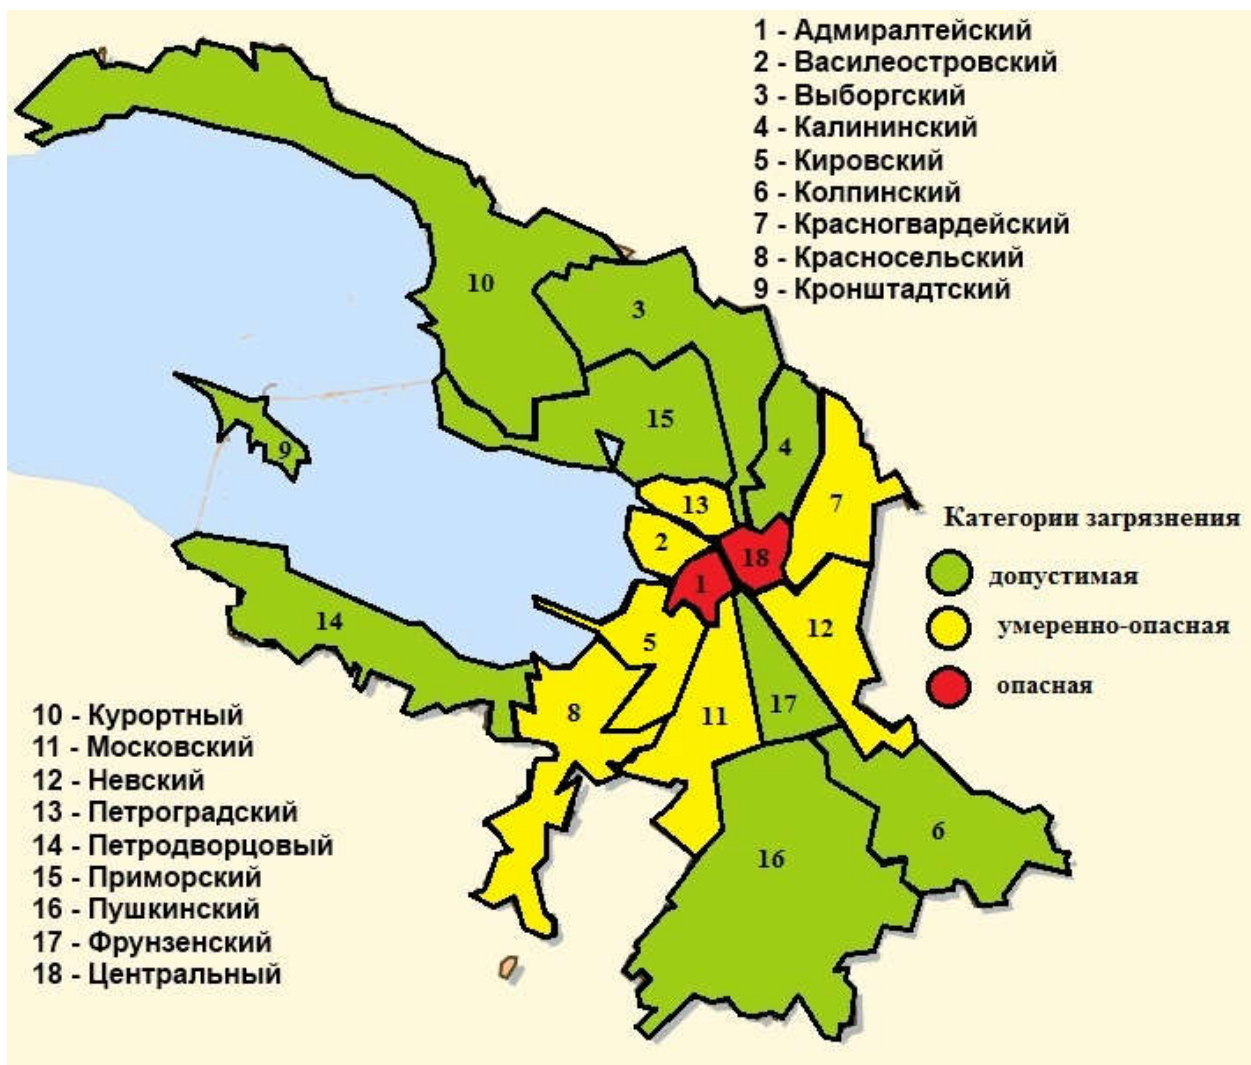 1 - Адмиралтейский
2 - Василеостровский
3 - Выборгский
4 - Калининский
5 - Кировский
6 - Колпинский
7 - Красногвардейский
8 - Красносельский
9 - Кронштадтский
10
3
15
4
9
13
7
2
18
1
14
5
12
8
11
17
6
16
Категории загрязнения
допустимая
умеренно-опасная
опасная
10 - Курортный
11 - Московский
12 - Невский
13 - Петроградский
14 - Петродворцовый
15 - Приморский
16 - Пушкинский
17 - Фрунзенский
18 - Центральный